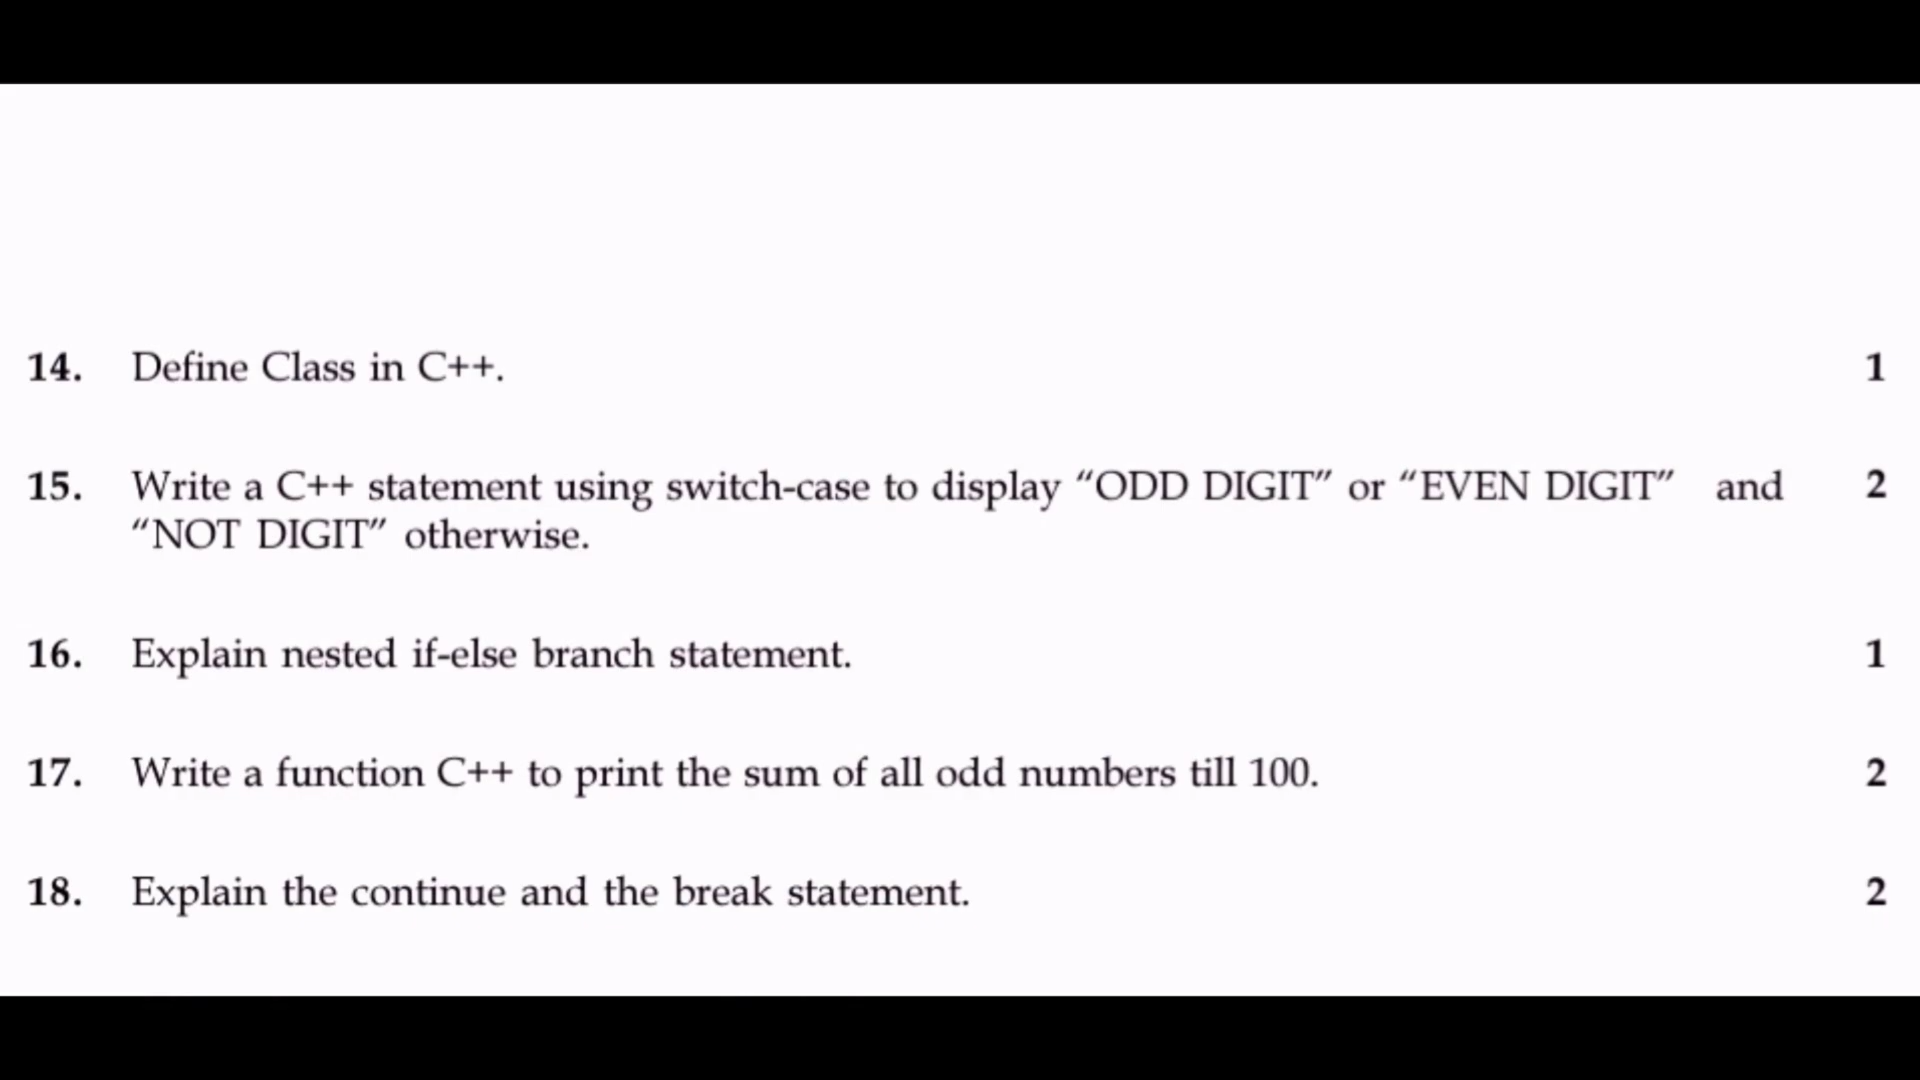 14. Define Class in C++. 1
15. Write a C++ statement using switch-case to display “ODD DIGIT” or “EVEN DIGIT” and 2
“NOT DIGIT” otherwise.
16. Explain nested if-else branch statement. 1
17. Write a function C++ to print the sum of all odd numbers till 100. 2
18. Explain the continue and the break statement. 2